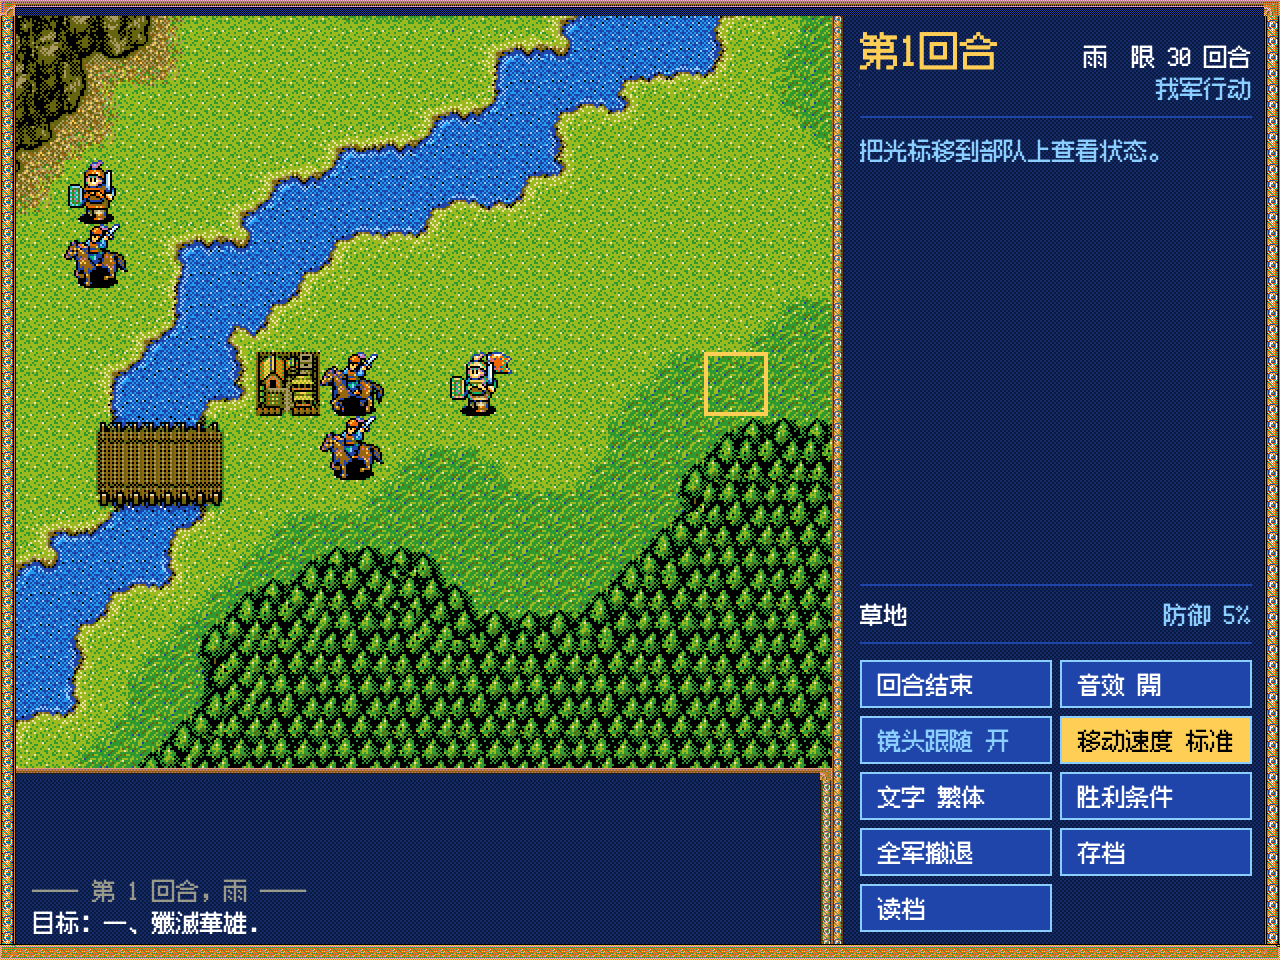 第1回合
雨 限 30 回合
我军行动
把光标移到部队上查看状态。
草地 防御 5%
回合结束 音效 開
镜头跟随 开 移动速度 标准
文字 繁体 胜利条件
全军撤退 存档
读档
—— 第 1 回合，雨 ——
目标：一、殲滅華雄．